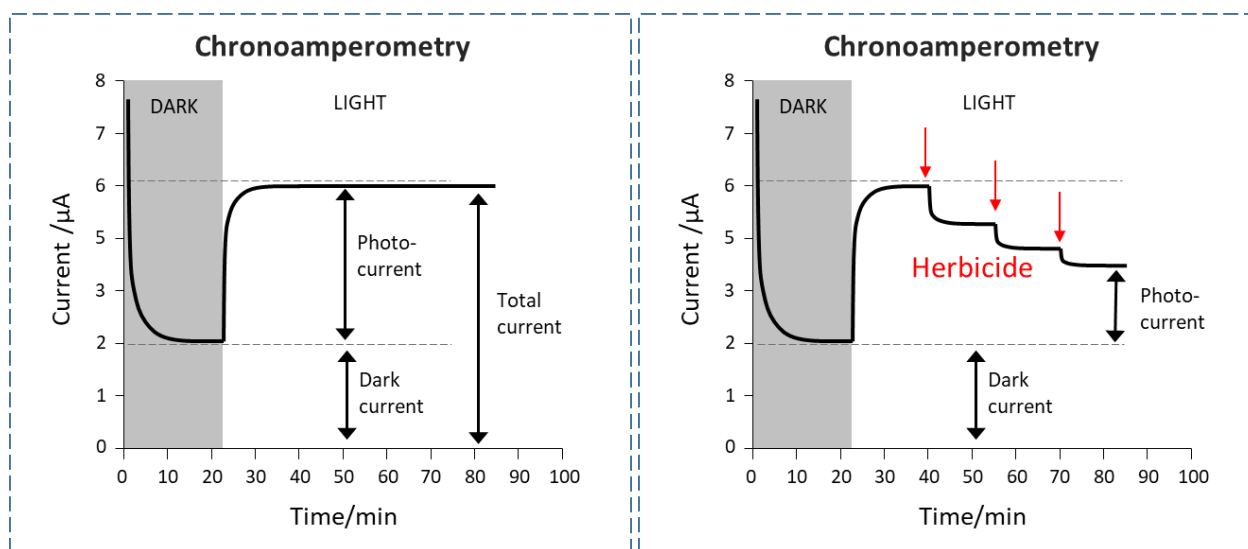 Chronoamperometry
8
7
6
5
3
2
1
0
Current /µA
DARK
LIGHT
Photo-
current
Total
current
Dark
current
0 10 20 30 40 50 60 70 80 90 100
Time/min
Chronoamperometry
8
7
6
5
3
2
1
0
Current /µA
DARK
LIGHT
Herbicide
Photo-
current
Dark
current
0 10 20 30 40 50 60 70 80 90 100
Time/min